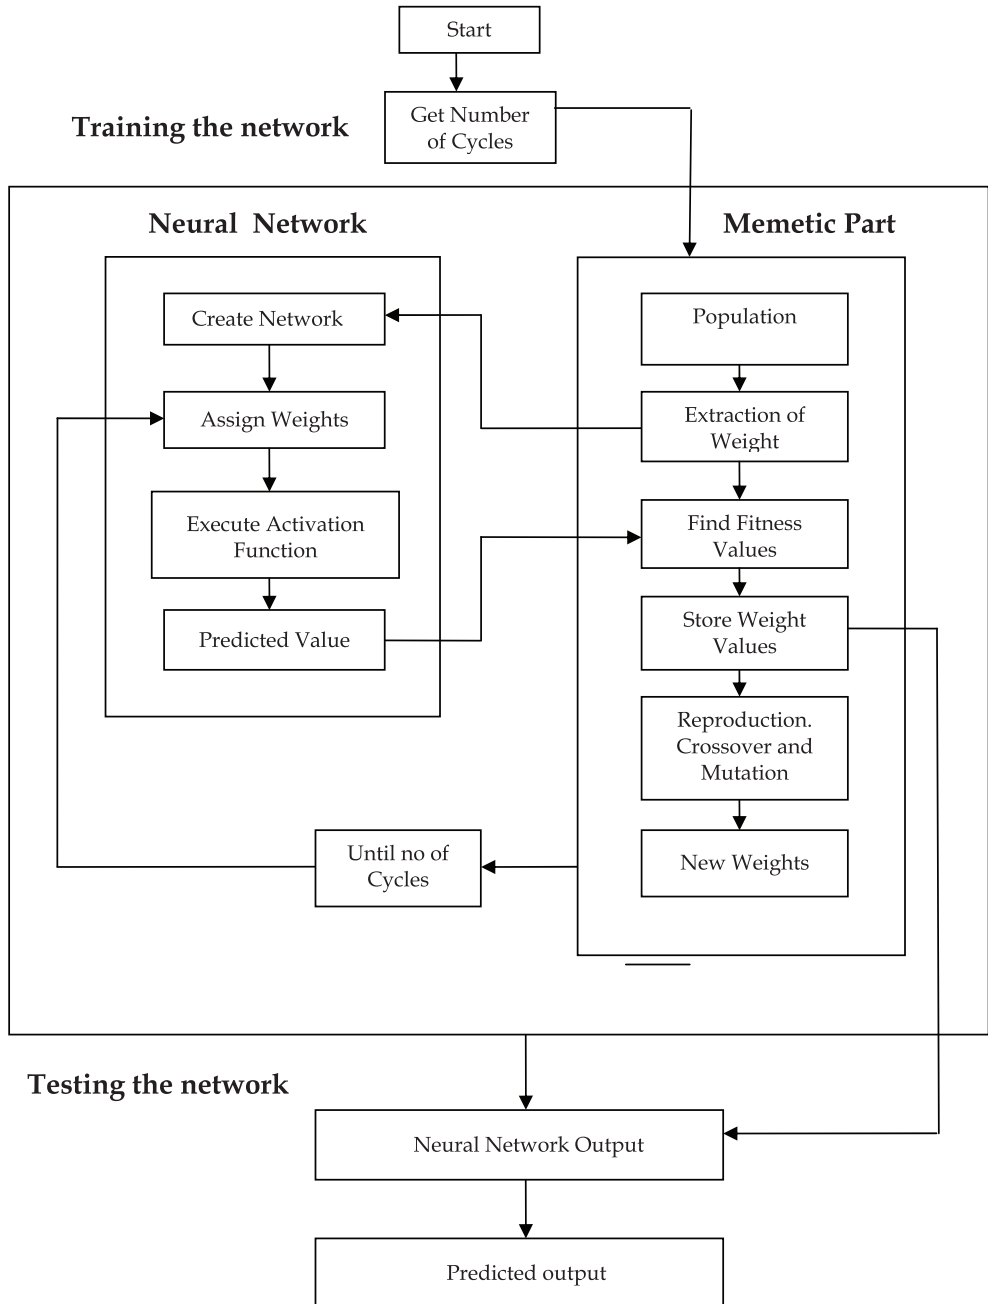 Start
Get Number
of Cycles
Training the network
Neural Network
Memetic Part
Create Network
Assign Weights
Execute Activation
Function
Predicted Value
Population
Extraction of
Weight
Find Fitness
Values
Store Weight
Values
Reproduction.
Crossover and
Mutation
New Weights
Until no of
Cycles
Testing the network
Neural Network Output
Predicted output